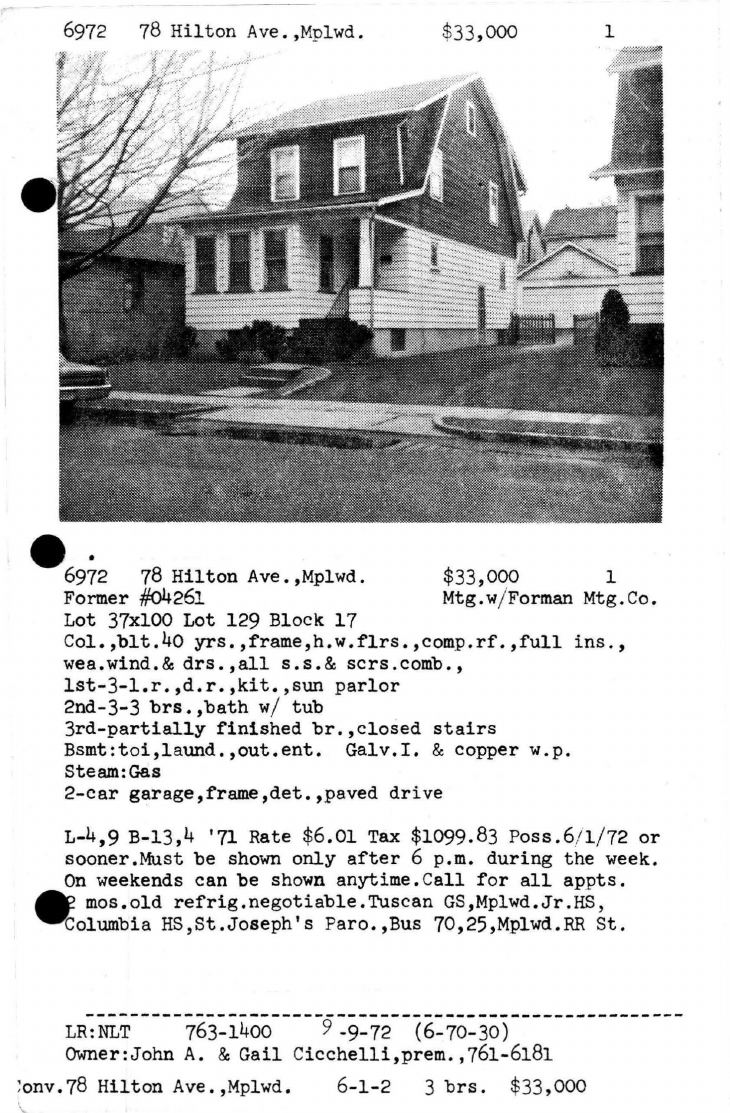 6972 78 Hilton Ave.,Mplwd. $33,000 1
6972 78 Hilton Ave.,Mplwd. $33,000 1
Former #04261 Mtg.w/Forman Mtg.Co.
Lot 37x100 Lot 129 Block 17
Col.,blt.40 yrs.,frame,h.w.flrs.,comp.rf.,full ins.,
wea.wind.& drs.,all s.s.& scrs.comb.,
1st-3-l.r.,d.r.,kit.,sun parlor
2nd-3-3 brs.,bath w/ tub
3rd-partially finished br.,closed stairs
Bsmt:toi,laund.,out.ent. Galv.I. & copper w.p.
Steam:Gas
2-car garage,frame,det.,paved drive
L-4,9 B-13,4 '71 Rate $6.01 Tax $1099.83 Poss.6/1/72 or
sooner.Must be shown only after 6 p.m. during the week.
On weekends can be shown anytime.Call for all appts.
2 mos.old refrig.negotiable.Tuscan GS,Mplwd.Jr.HS,
Columbia HS,St.Joseph's Paro.,Bus 70,25,Mplwd.RR St.
LR:NLT 763-1400 9-9-72 (6-70-30)
Owner:John A. & Gail Cicchelli,prem.,761-6181
Conv.78 Hilton Ave.,Mplwd. 6-1-2 3 brs. $33,000